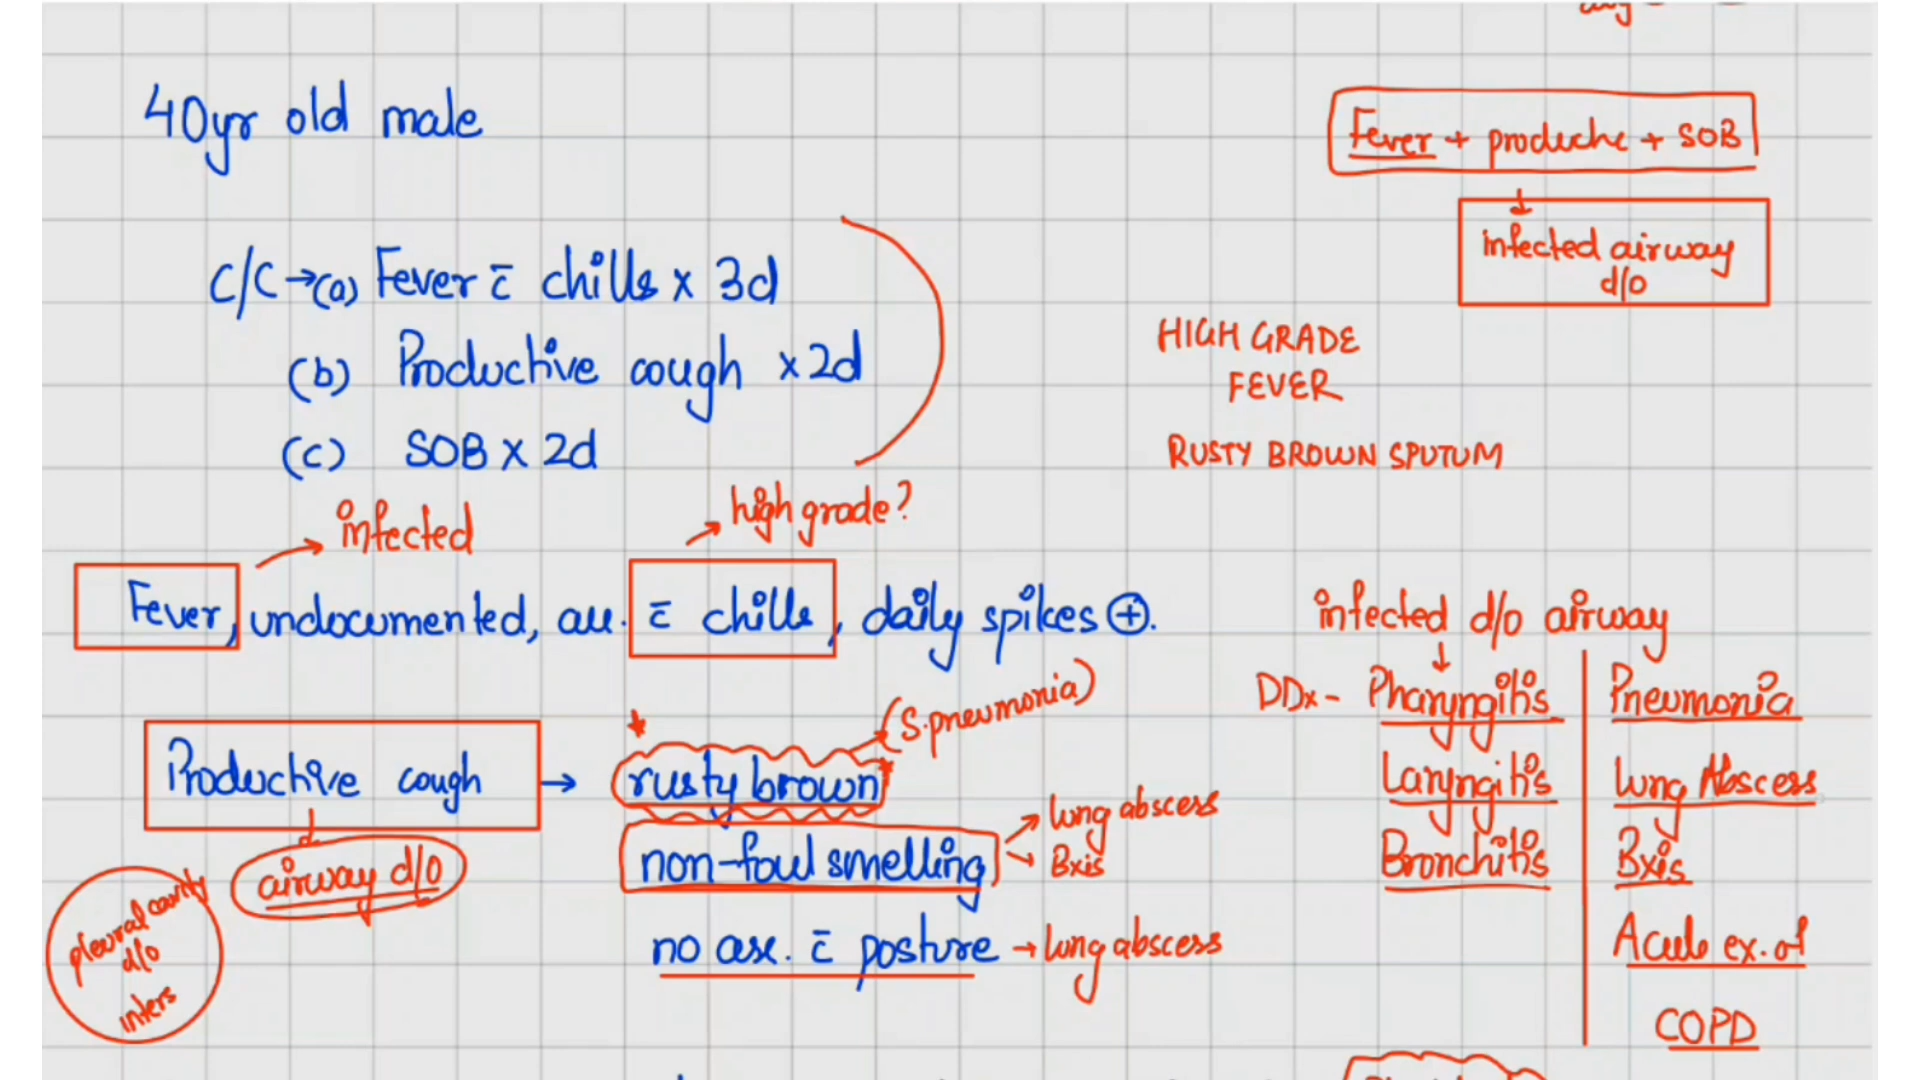 40yr old male
C/C → (a) Fever c̄ chills x 3d
(b) Productive cough x 2d
(c) SOB x 2d
Fever + produche + SOB
infected airway
d/o
HIGH GRADE
FEVER
RUSTY BROWN SPUTUM
infected
high grade?
Fever, undocumented, ass. c̄ chills, daily spikes ⊕.
Productive cough → rusty brown
(S.pneumonia)
airway d/o
non-foul smelling
lung abscess
Bxis
no ass. c̄ posture → lung abscess
pleural cavity
d/o
inters
infected d/o airway
DDx - Pharyngitis
Laryngitis
Bronchitis
Pneumonia
Lung Abscess
Bxis
Acute ex. of
COPD